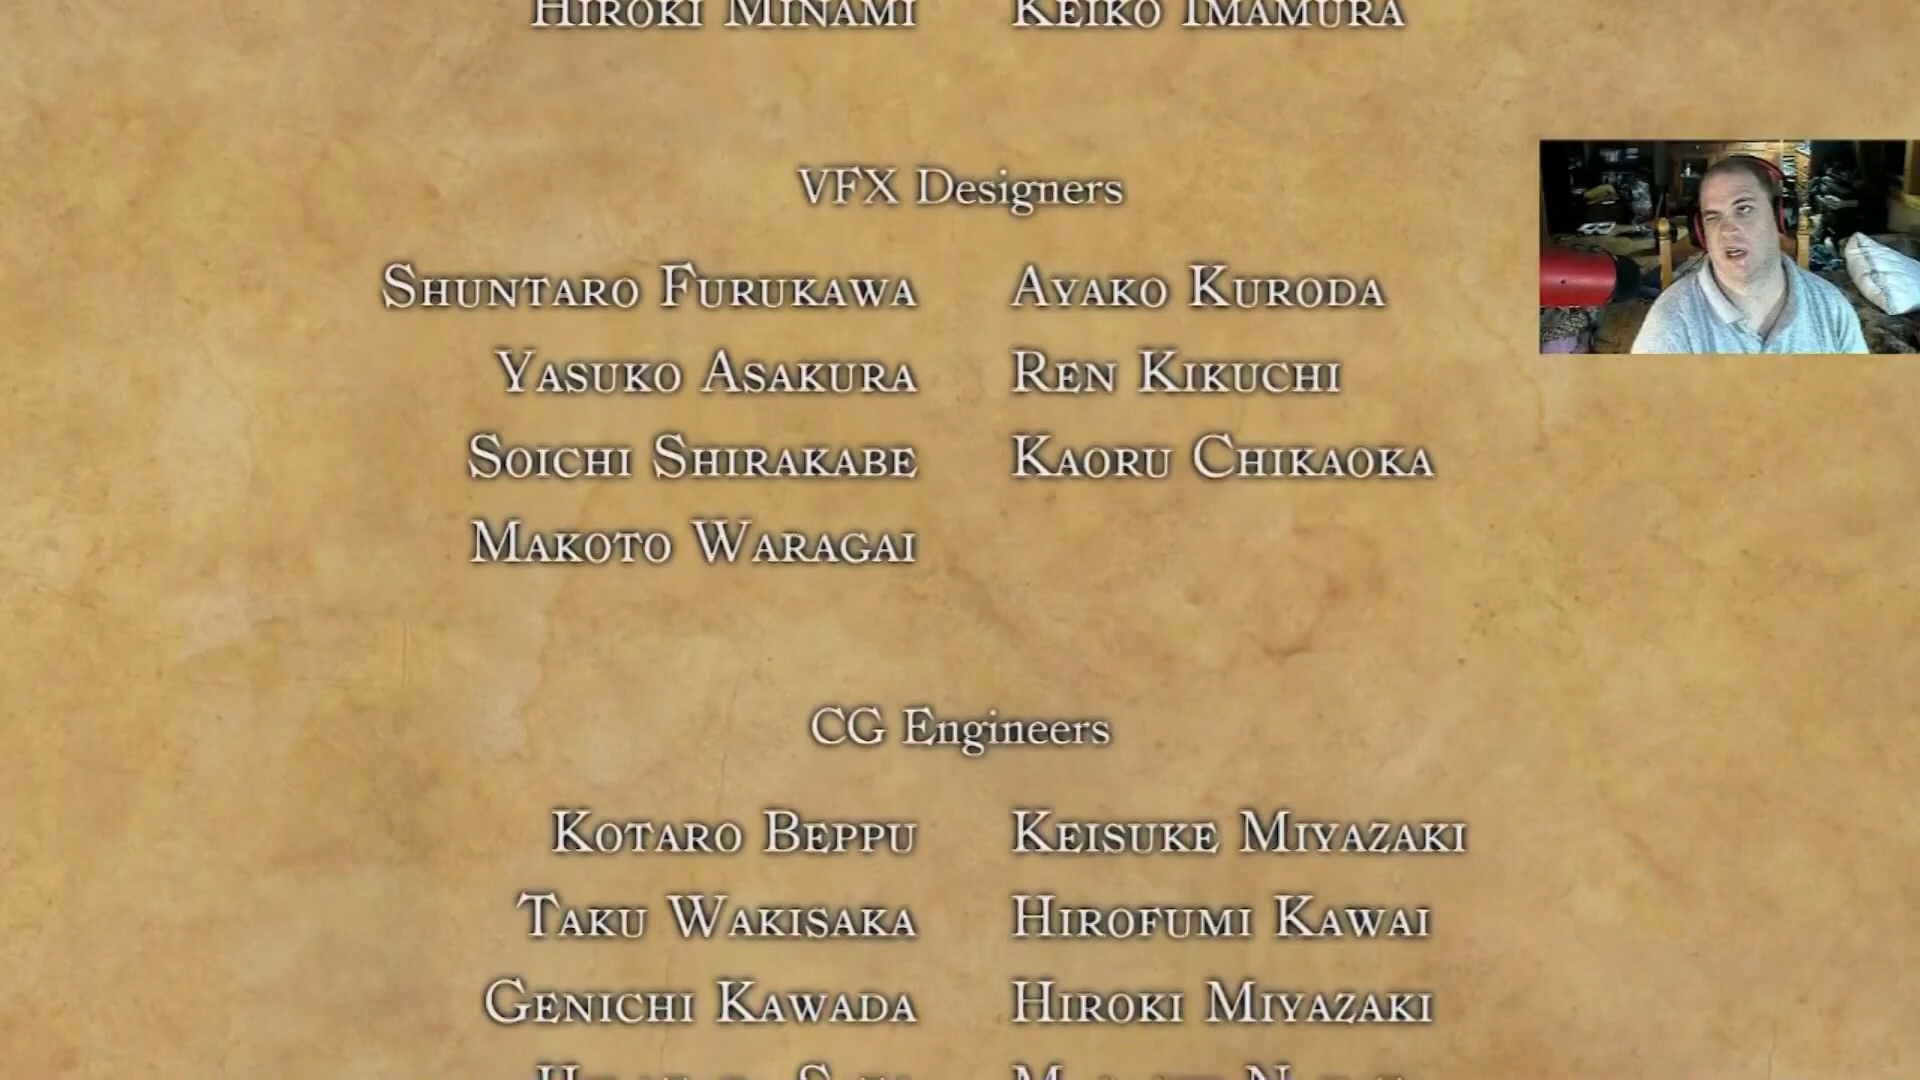 HIROKI MINAMI KEIKO IMAMURA
VFX Designers
SHUNTARO FURUKAWA AYAKO KURODA
YASUKO ASAKURA REN KIKUCHI
SOICHI SHIRAKABE KAORU CHIKAOKA
MAKOTO WARAGAI
CG Engineers
KOTARO BEPPU KEISUKE MIYAZAKI
TAKU WAKISAKA HIROFUMI KAWAI
GENICHI KAWADA HIROKI MIYAZAKI